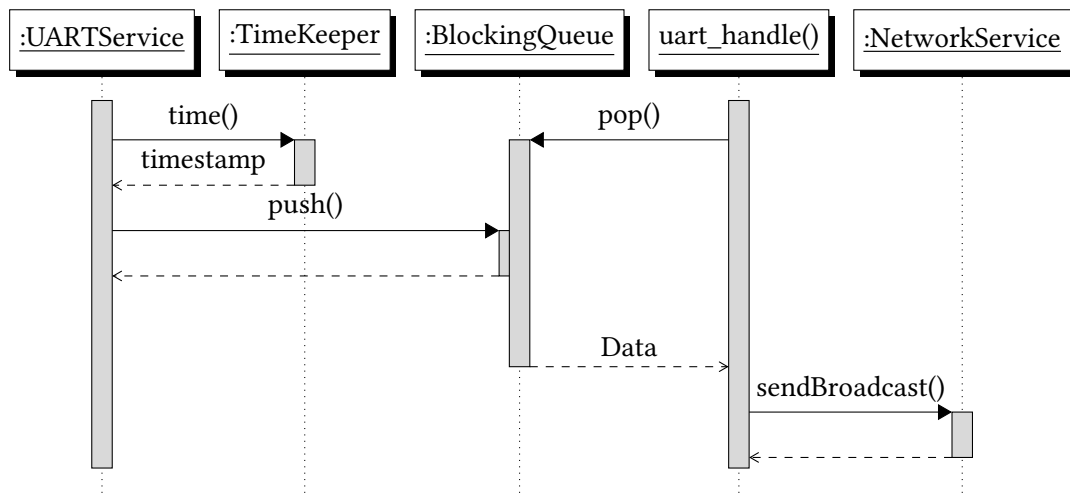 :UARTService
:TimeKeeper
:BlockingQueue
uart_handle()
:NetworkService
time()
pop()
timestamp
push()
Data
sendBroadcast()